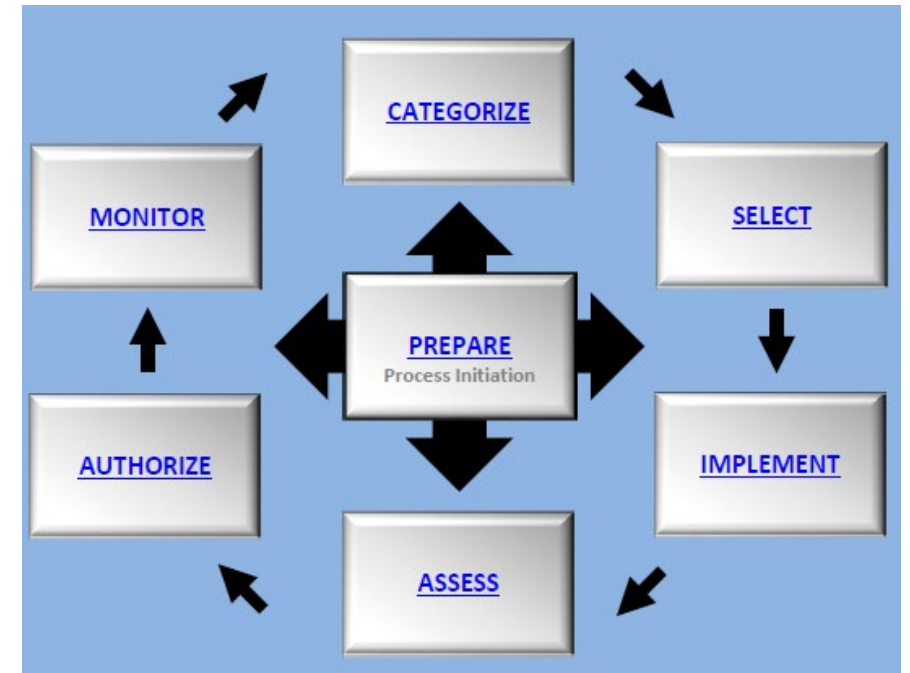 CATEGORIZE
MONITOR
SELECT
PREPARE
Process Initiation
AUTHORIZE
IMPLEMENT
ASSESS